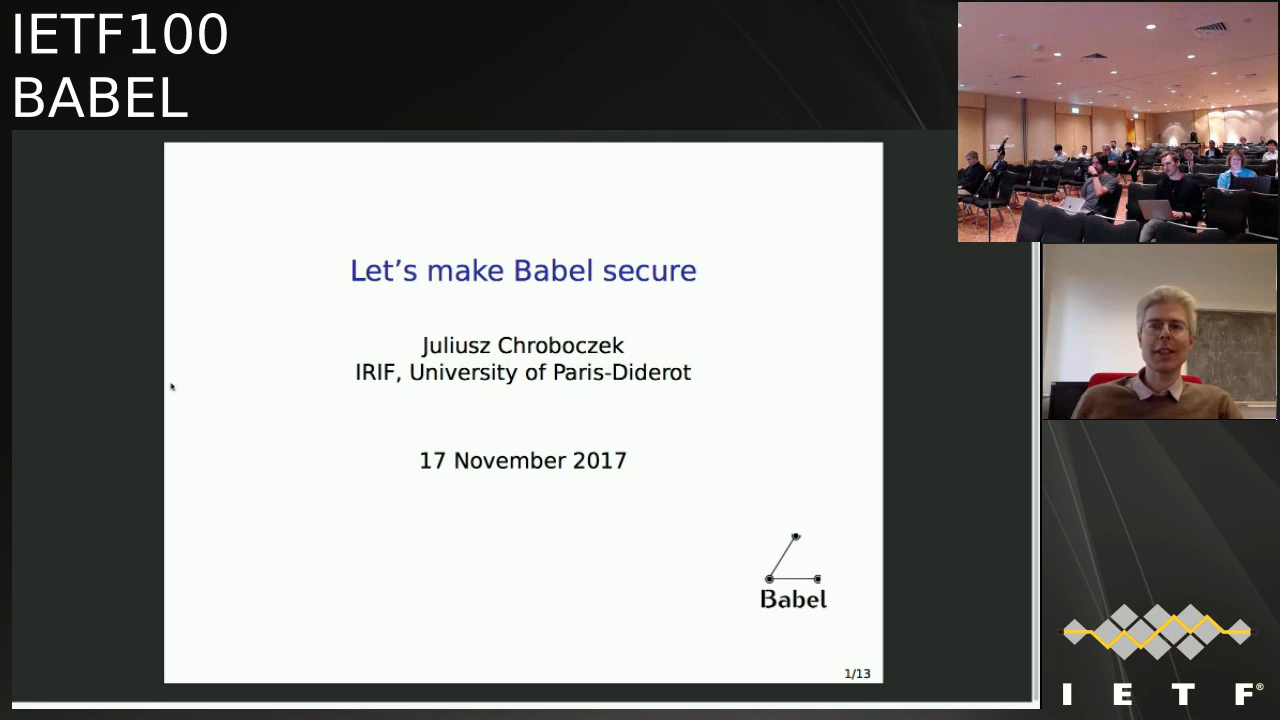 IETF100
BABEL
Let's make Babel secure
Juliusz Chroboczek
IRIF, University of Paris-Diderot
17 November 2017
Babel
1/13
I E T F®